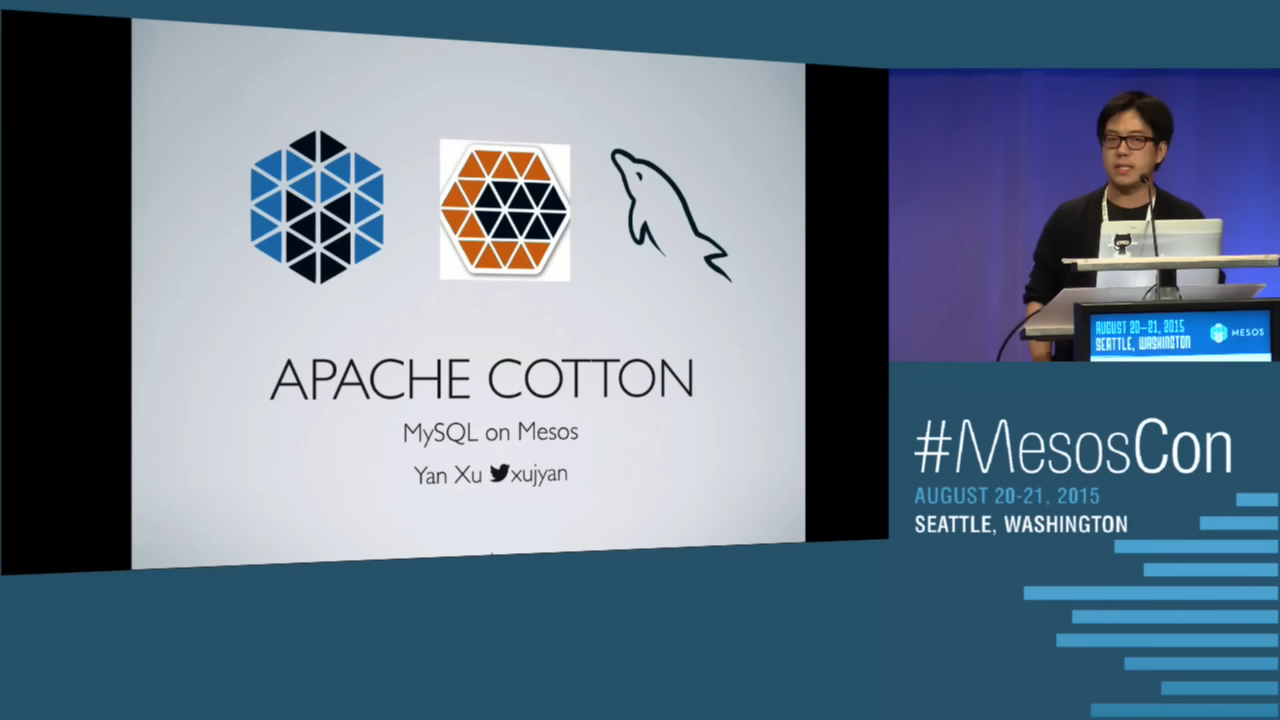 APACHE COTTON
MySQL on Mesos
Yan Xu xujyan
AUGUST 20-21, 2015
SEATTLE, WASHINGTON
MESOS
#MesosCon
AUGUST 20-21, 2015
SEATTLE, WASHINGTON